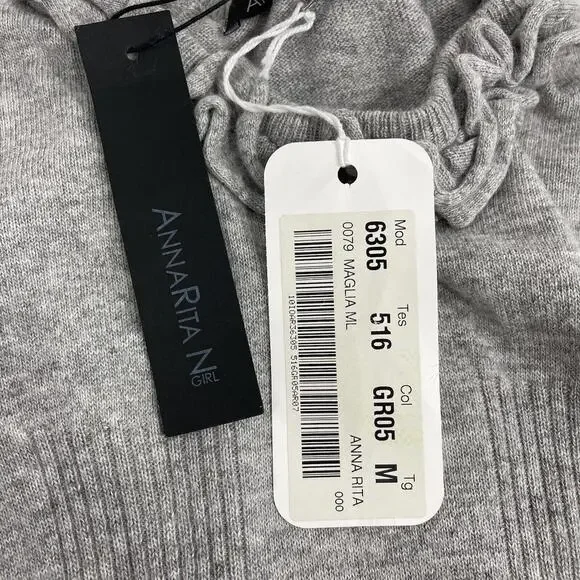 ANNARITA N
GIRL
Mod Tes Col Tg
6305 516 GR05 M
0079 MAGLIA ML ANNA RITA
000